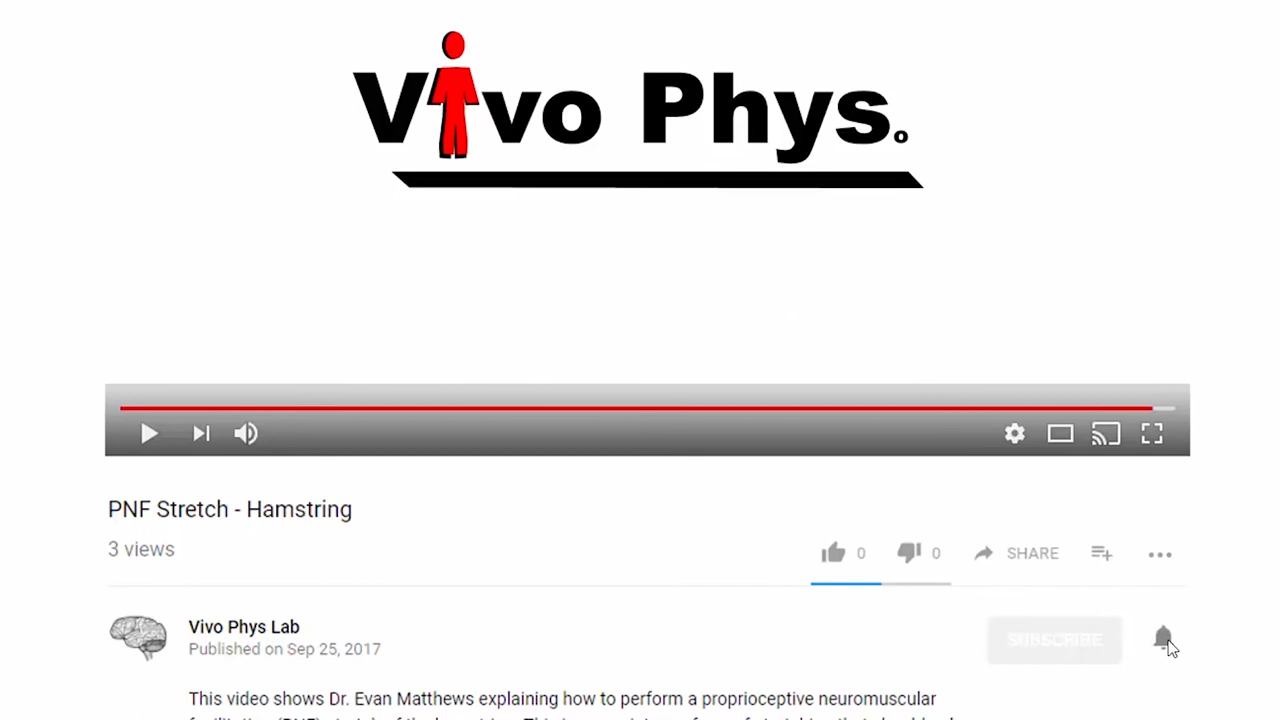 Vivo Phys.
PNF Stretch - Hamstring
3 views
0 0 SHARE
Vivo Phys Lab
SUBSCRIBE
Published on Sep 25, 2017
This video shows Dr. Evan Matthews explaining how to perform a proprioceptive neuromuscular